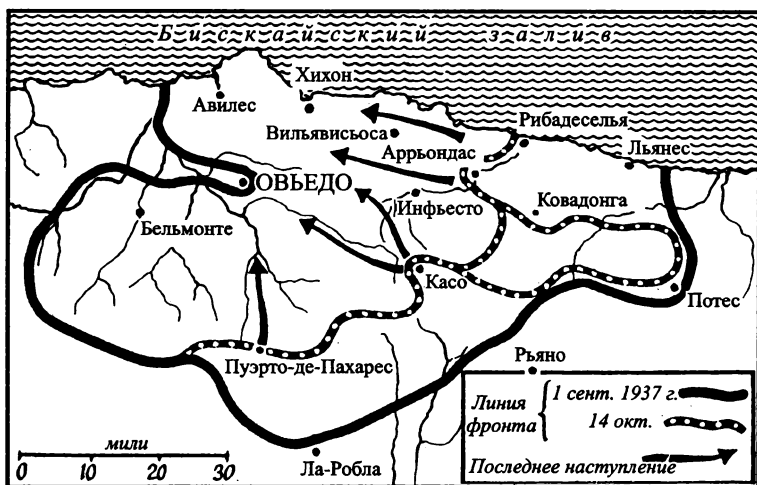 Бискайский залив
Хихон
Авилес
Рибадеселья
Вильявисьоса
Аррьондас
Льянес
ОВЬЕДО
Инфьесто
Ковадонга
Бельмонте
Касо
Потес
Пуэрто-де-Пахарес
Рьяно
Линия фронта
1 сент. 1937 г.
14 окт.
Последнее наступление
мили
0 10 20 30
Ла-Робла